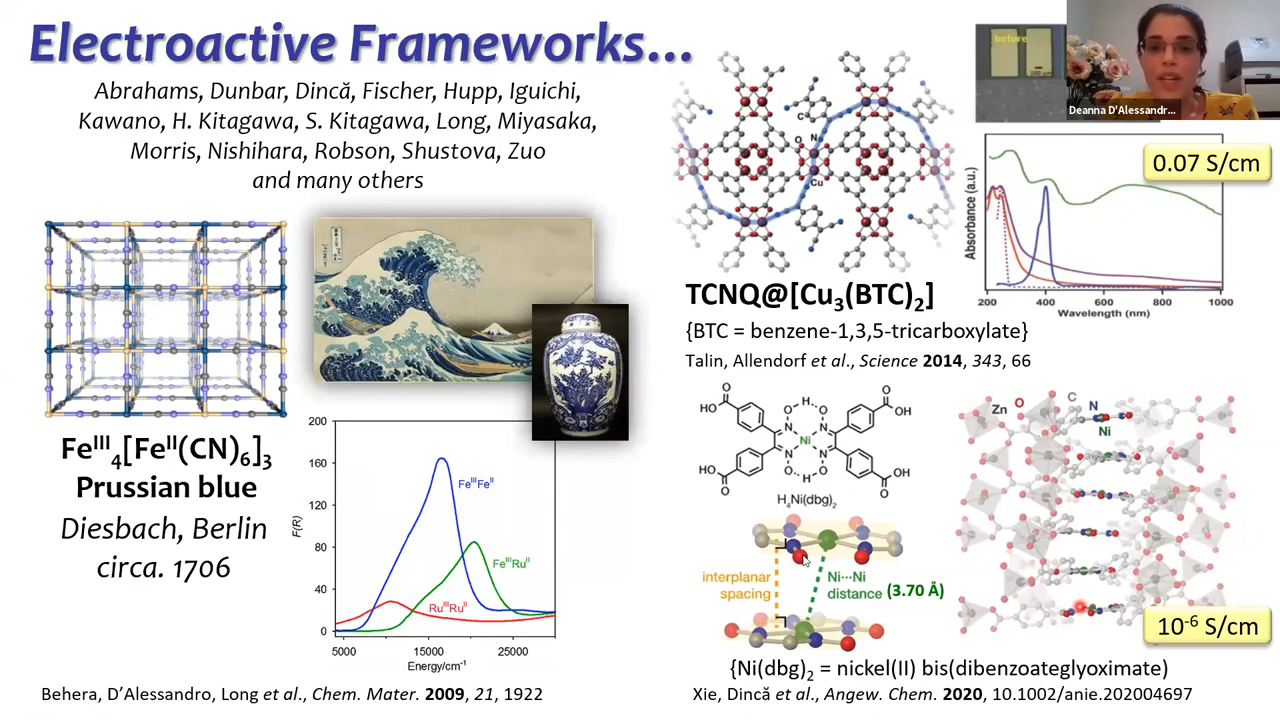 Electroactive Frameworks…
Abrahams, Dunbar, Dincă, Fischer, Hupp, Iguichi,
Kawano, H. Kitagawa, S. Kitagawa, Long, Miyasaka,
Morris, Nishihara, Robson, Shustova, Zuo
and many others
Feᴵᴵᴵ₄[Feᴵᴵ(CN)₆]₃
Prussian blue
Diesbach, Berlin
circa. 1706
200
160
120
80
40
0
F(R)
FeᴵᴵᴵFeᴵᴵ
FeᴵᴵᴵRuᴵᴵ
RuᴵᴵᴵRuᴵᴵ
5000
15000
25000
Energy/cm⁻¹
Behera, D’Alessandro, Long et al., Chem. Mater. 2009, 21, 1922
C
N
O
Cu
TCNQ@[Cu₃(BTC)₂]
{BTC = benzene-1,3,5-tricarboxylate}
Talin, Allendorf et al., Science 2014, 343, 66
before
Deanna D'Alessandr...
0.07 S/cm
Absorbance (a.u.)
200
400
600
800
1000
Wavelength (nm)
O
HO
O
OH
O
H
O
N
N
Ni
N
N
O
H
O
HO
O
OH
O
H₄Ni(dbg)₂
interplanar
spacing
Ni···Ni
distance (3.70 Å)
Zn
O
C
N
Ni
10⁻⁶ S/cm
{Ni(dbg)₂ = nickel(II) bis(dibenzoateglyoximate)
Xie, Dincă et al., Angew. Chem. 2020, 10.1002/anie.202004697